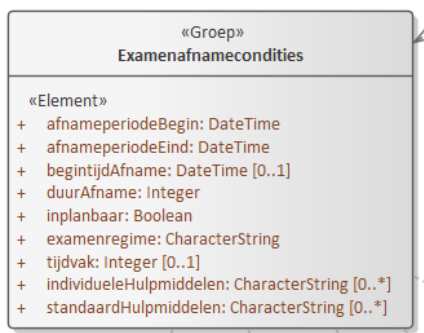 «Groep»
Examenafnamecondities
«Element»
+ afnameperiodeBegin: DateTime
+ afnameperiodeEind: DateTime
+ begintijdAfname: DateTime [0..1]
+ duurAfname: Integer
+ inplanbaar: Boolean
+ examenregime: CharacterString
+ tijdvak: Integer [0..1]
+ individueleHulpmiddelen: CharacterString [0..*]
+ standaardHulpmiddelen: CharacterString [0..*]